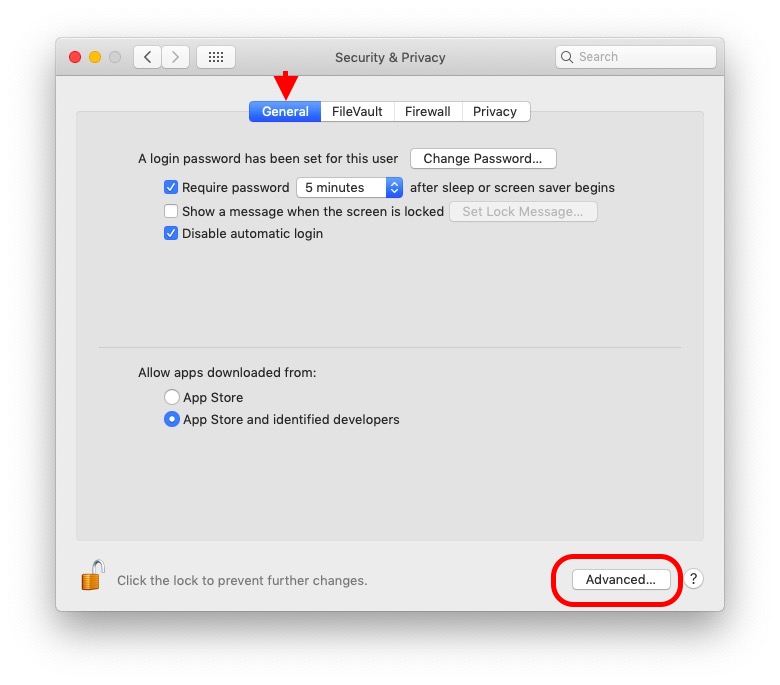 Security & Privacy
Search
General FileVault Firewall Privacy
A login password has been set for this user Change Password...
Require password 5 minutes after sleep or screen saver begins
Show a message when the screen is locked Set Lock Message...
Disable automatic login
Allow apps downloaded from:
App Store
App Store and identified developers
Click the lock to prevent further changes.
Advanced... ?